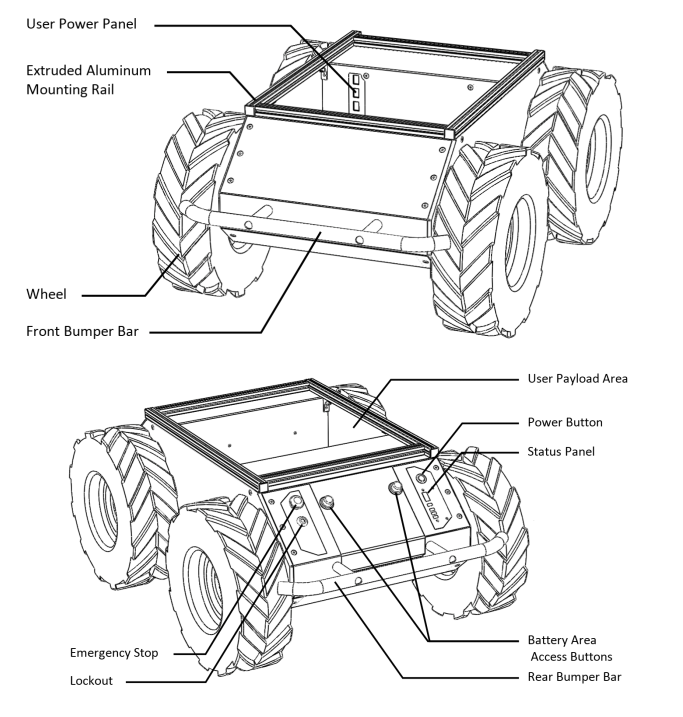 User Power Panel
Extruded Aluminum
Mounting Rail
Wheel
Front Bumper Bar
User Payload Area
Power Button
Status Panel
Emergency Stop
Lockout
Battery Area
Access Buttons
Rear Bumper Bar